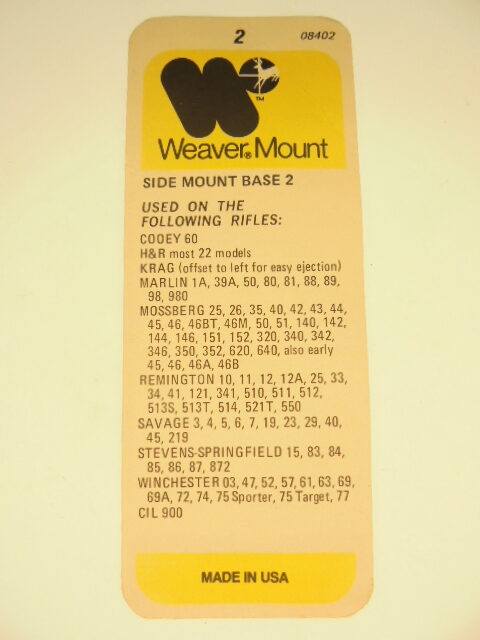 2 08402
Weaver® Mount
™
SIDE MOUNT BASE 2
USED ON THE
FOLLOWING RIFLES:
COOEY 60
H&R most 22 models
KRAG (offset to left for easy ejection)
MARLIN 1A, 39A, 50, 80, 81, 88, 89,
98, 980
MOSSBERG 25, 26, 35, 40, 42, 43, 44,
45, 46, 46BT, 46M, 50, 51, 140, 142,
144, 146, 151, 152, 320, 340, 342,
346, 350, 352, 620, 640, also early
45, 46, 46A, 46B
REMINGTON 10, 11, 12, 12A, 25, 33,
34, 41, 121, 341, 510, 511, 512,
513S, 513T, 514, 521T, 550
SAVAGE 3, 4, 5, 6, 7, 19, 23, 29, 40,
45, 219
STEVENS-SPRINGFIELD 15, 83, 84,
85, 86, 87, 872
WINCHESTER 03, 47, 52, 57, 61, 63, 69,
69A, 72, 74, 75 Sporter, 75 Target, 77
CIL 900
MADE IN USA